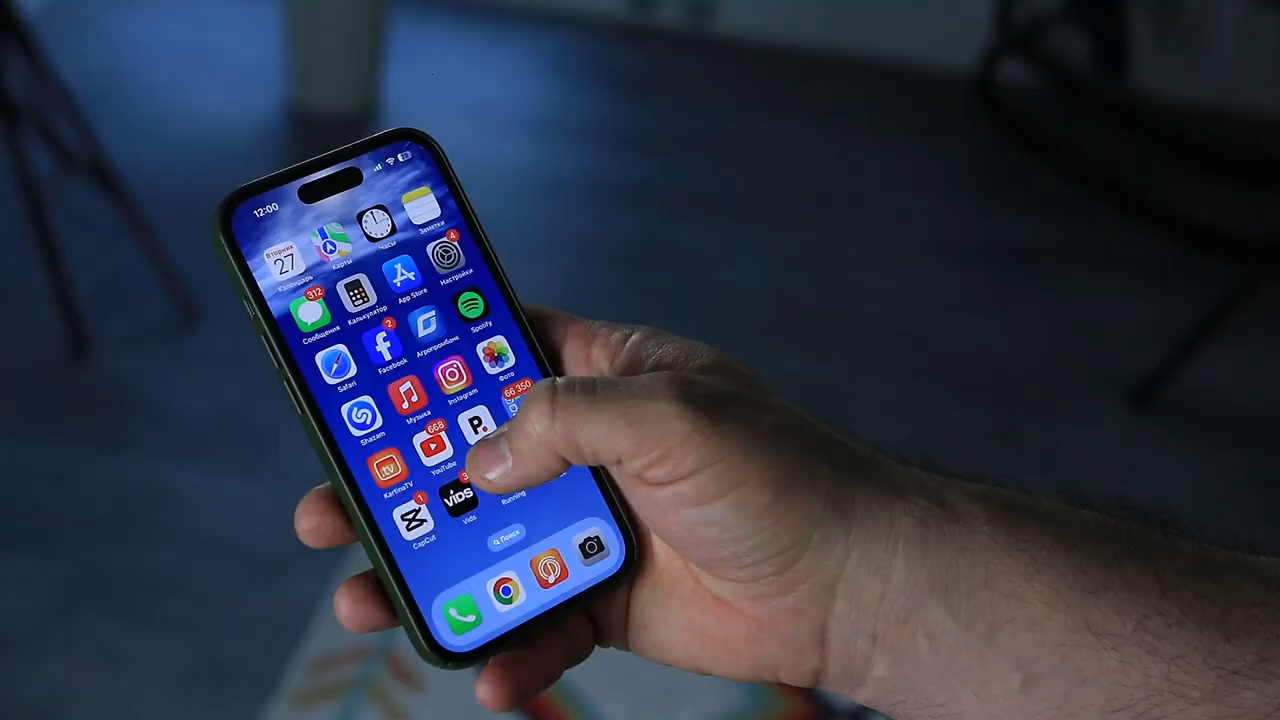 12:00
Вторник
27
Календарь
Карты
Часы
Заметки
312
Сообщения
Калькулятор
App Store
4
Настройки
Safari
2
Facebook
Агропромбанк
Spotify
Shazam
Музыка
Instagram
Фото
.tv
KartinaTV
668
YouTube
P.
66 350
1
CapCut
3
VIDS
Vids
Running
Поиск